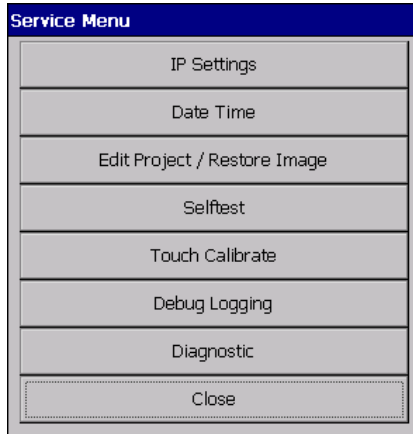 Service Menu
IP Settings
Date Time
Edit Project / Restore Image
Selftest
Touch Calibrate
Debug Logging
Diagnostic
Close